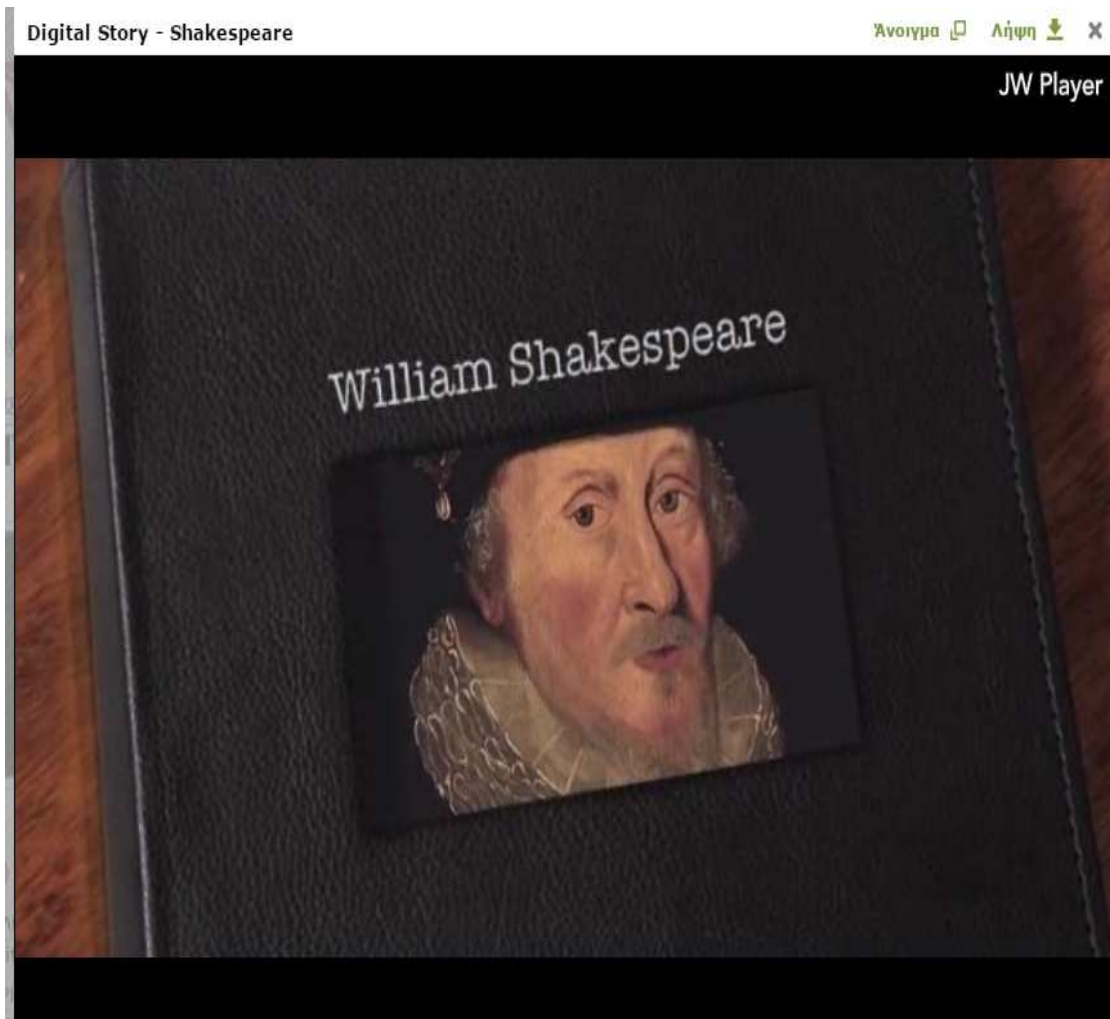 Digital Story - Shakespeare
Άνοιγμα Λήψη
JW Player
William Shakespeare